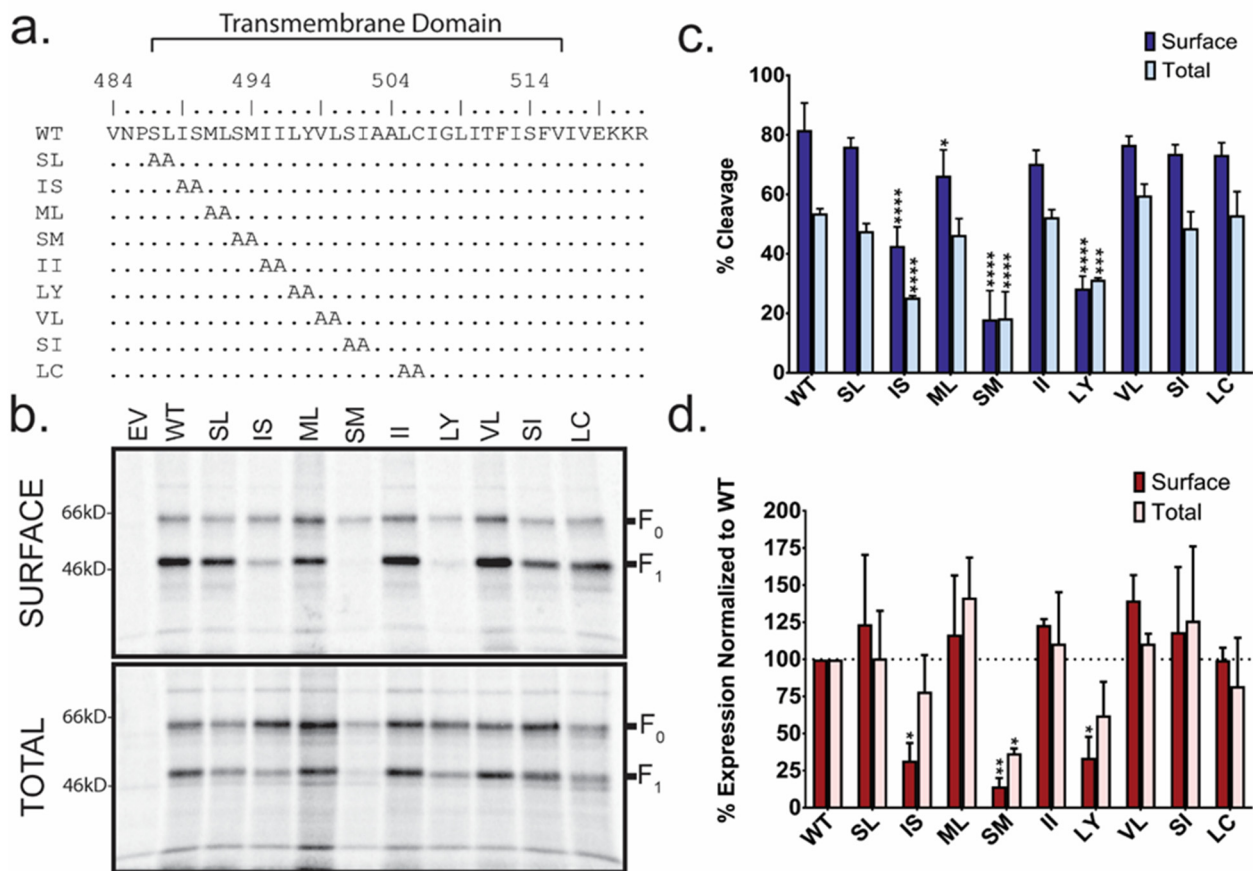 a.
Transmembrane Domain
484 494 504 514
|....|....|....|....|....|....|....|....
WT VNPSLISMLSMIILYVLSIAALCIGLITFISFVIVEKKR
SL ...AA..................................
IS .....AA................................
ML .......AA..............................
SM .........AA............................
II ...........AA..........................
LY .............AA........................
VL ...............AA......................
SI .................AA....................
LC .....................AA................
b.
EV WT SL IS ML SM II LY VL SI LC
SURFACE
66kD
46kD
F0
F1
TOTAL
66kD
46kD
F0
F1
c.
Surface
Total
% Cleavage
100
80
60
40
20
0
**** **** * **** **** **** ***
WT SL IS ML SM II LY VL SI LC
d.
Surface
Total
% Expression Normalized to WT
200
175
150
125
100
75
50
25
0
* *** * *
WT SL IS ML SM II LY VL SI LC